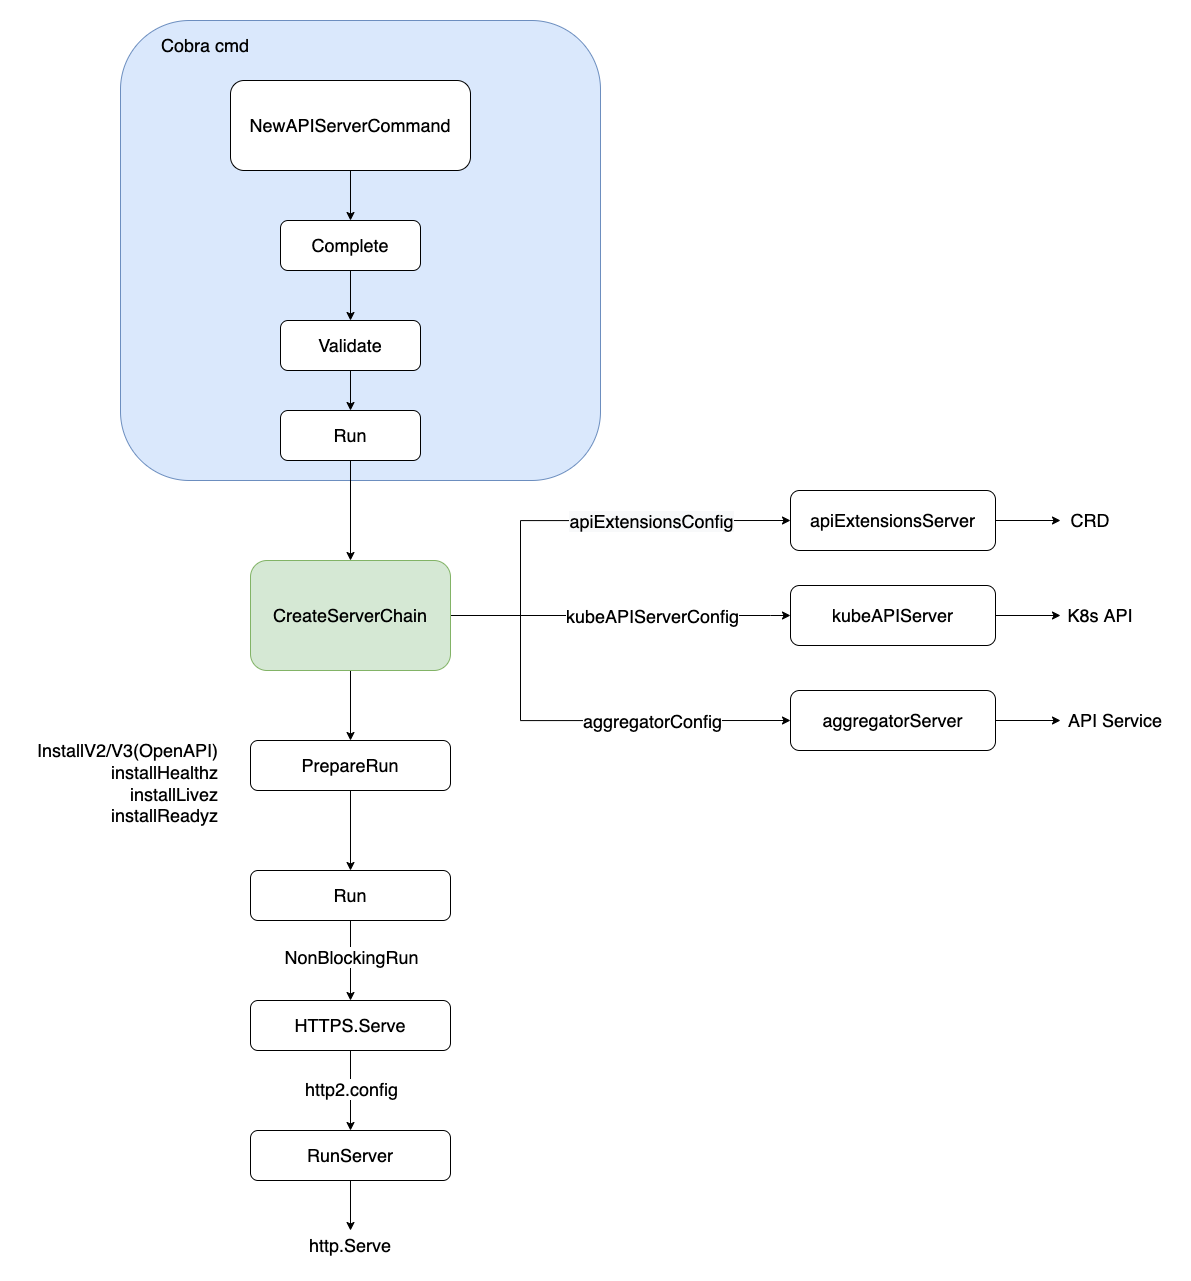 Cobra cmd
NewAPIServerCommand
Complete
Validate
Run
apiExtensionsConfig
apiExtensionsServer
CRD
CreateServerChain
kubeAPIServerConfig
kubeAPIServer
K8s API
aggregatorConfig
aggregatorServer
API Service
InstallV2/V3(OpenAPI)
installHealthz
installLivez
installReadyz
PrepareRun
Run
NonBlockingRun
HTTPS.Serve
http2.config
RunServer
http.Serve